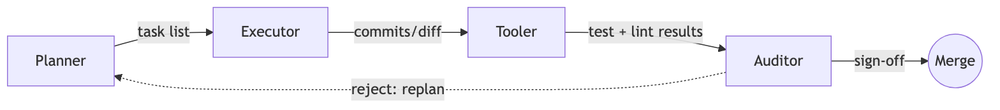 Planner
task list
Executor
commits/diff
Tooler
test + lint results
Auditor
sign-off
Merge
reject: replan